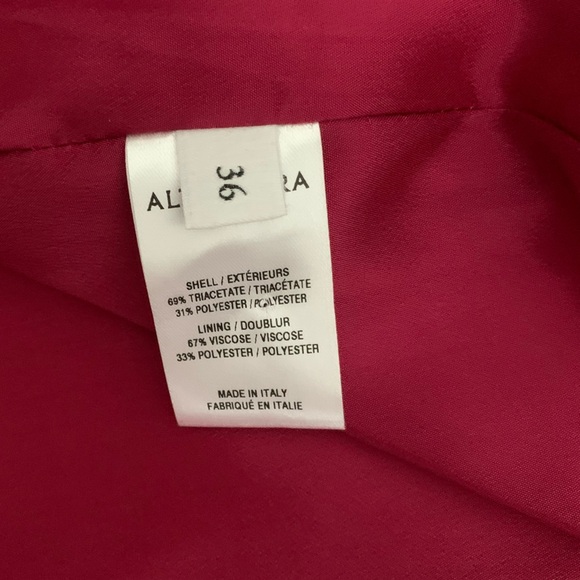 36
SHELL / EXTÉRIEURS
69% TRIACETATE / TRIACÉTATE
31% POLYESTER / POLYESTER
LINING / DOUBLUR
67% VISCOSE / VISCOSE
33% POLYESTER / POLYESTER
MADE IN ITALY
FABRIQUÉ EN ITALIE